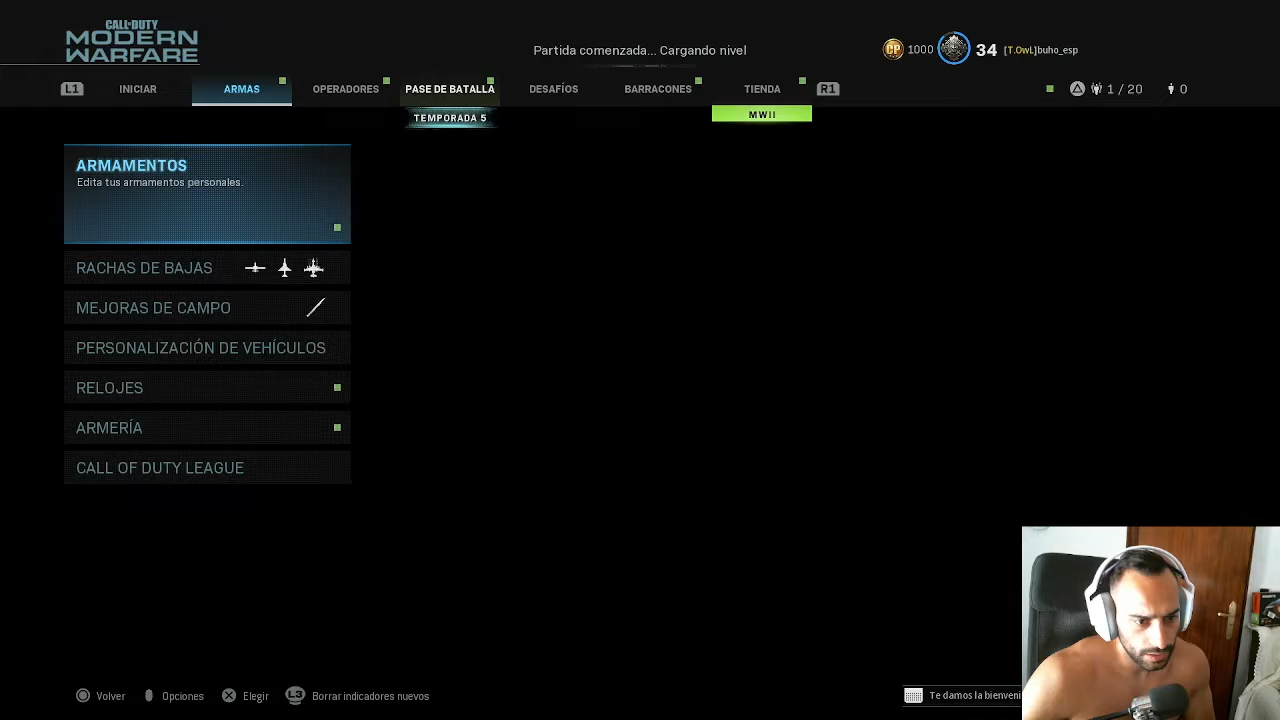 CALL OF DUTY
MODERN
WARFARE
Partida comenzada... Cargando nivel
CP 1000 34 [T.OwL]buho_esp
L1 INICIAR ARMAS OPERADORES PASE DE BATALLA DESAFÍOS BARRACONES TIENDA R1 1 / 20 0
TEMPORADA 5 MWII
ARMAMENTOS
Edita tus armamentos personales.
RACHAS DE BAJAS
MEJORAS DE CAMPO
PERSONALIZACIÓN DE VEHÍCULOS
RELOJES
ARMERÍA
CALL OF DUTY LEAGUE
Volver Opciones Elegir L3 Borrar indicadores nuevos
Te damos la bienveni